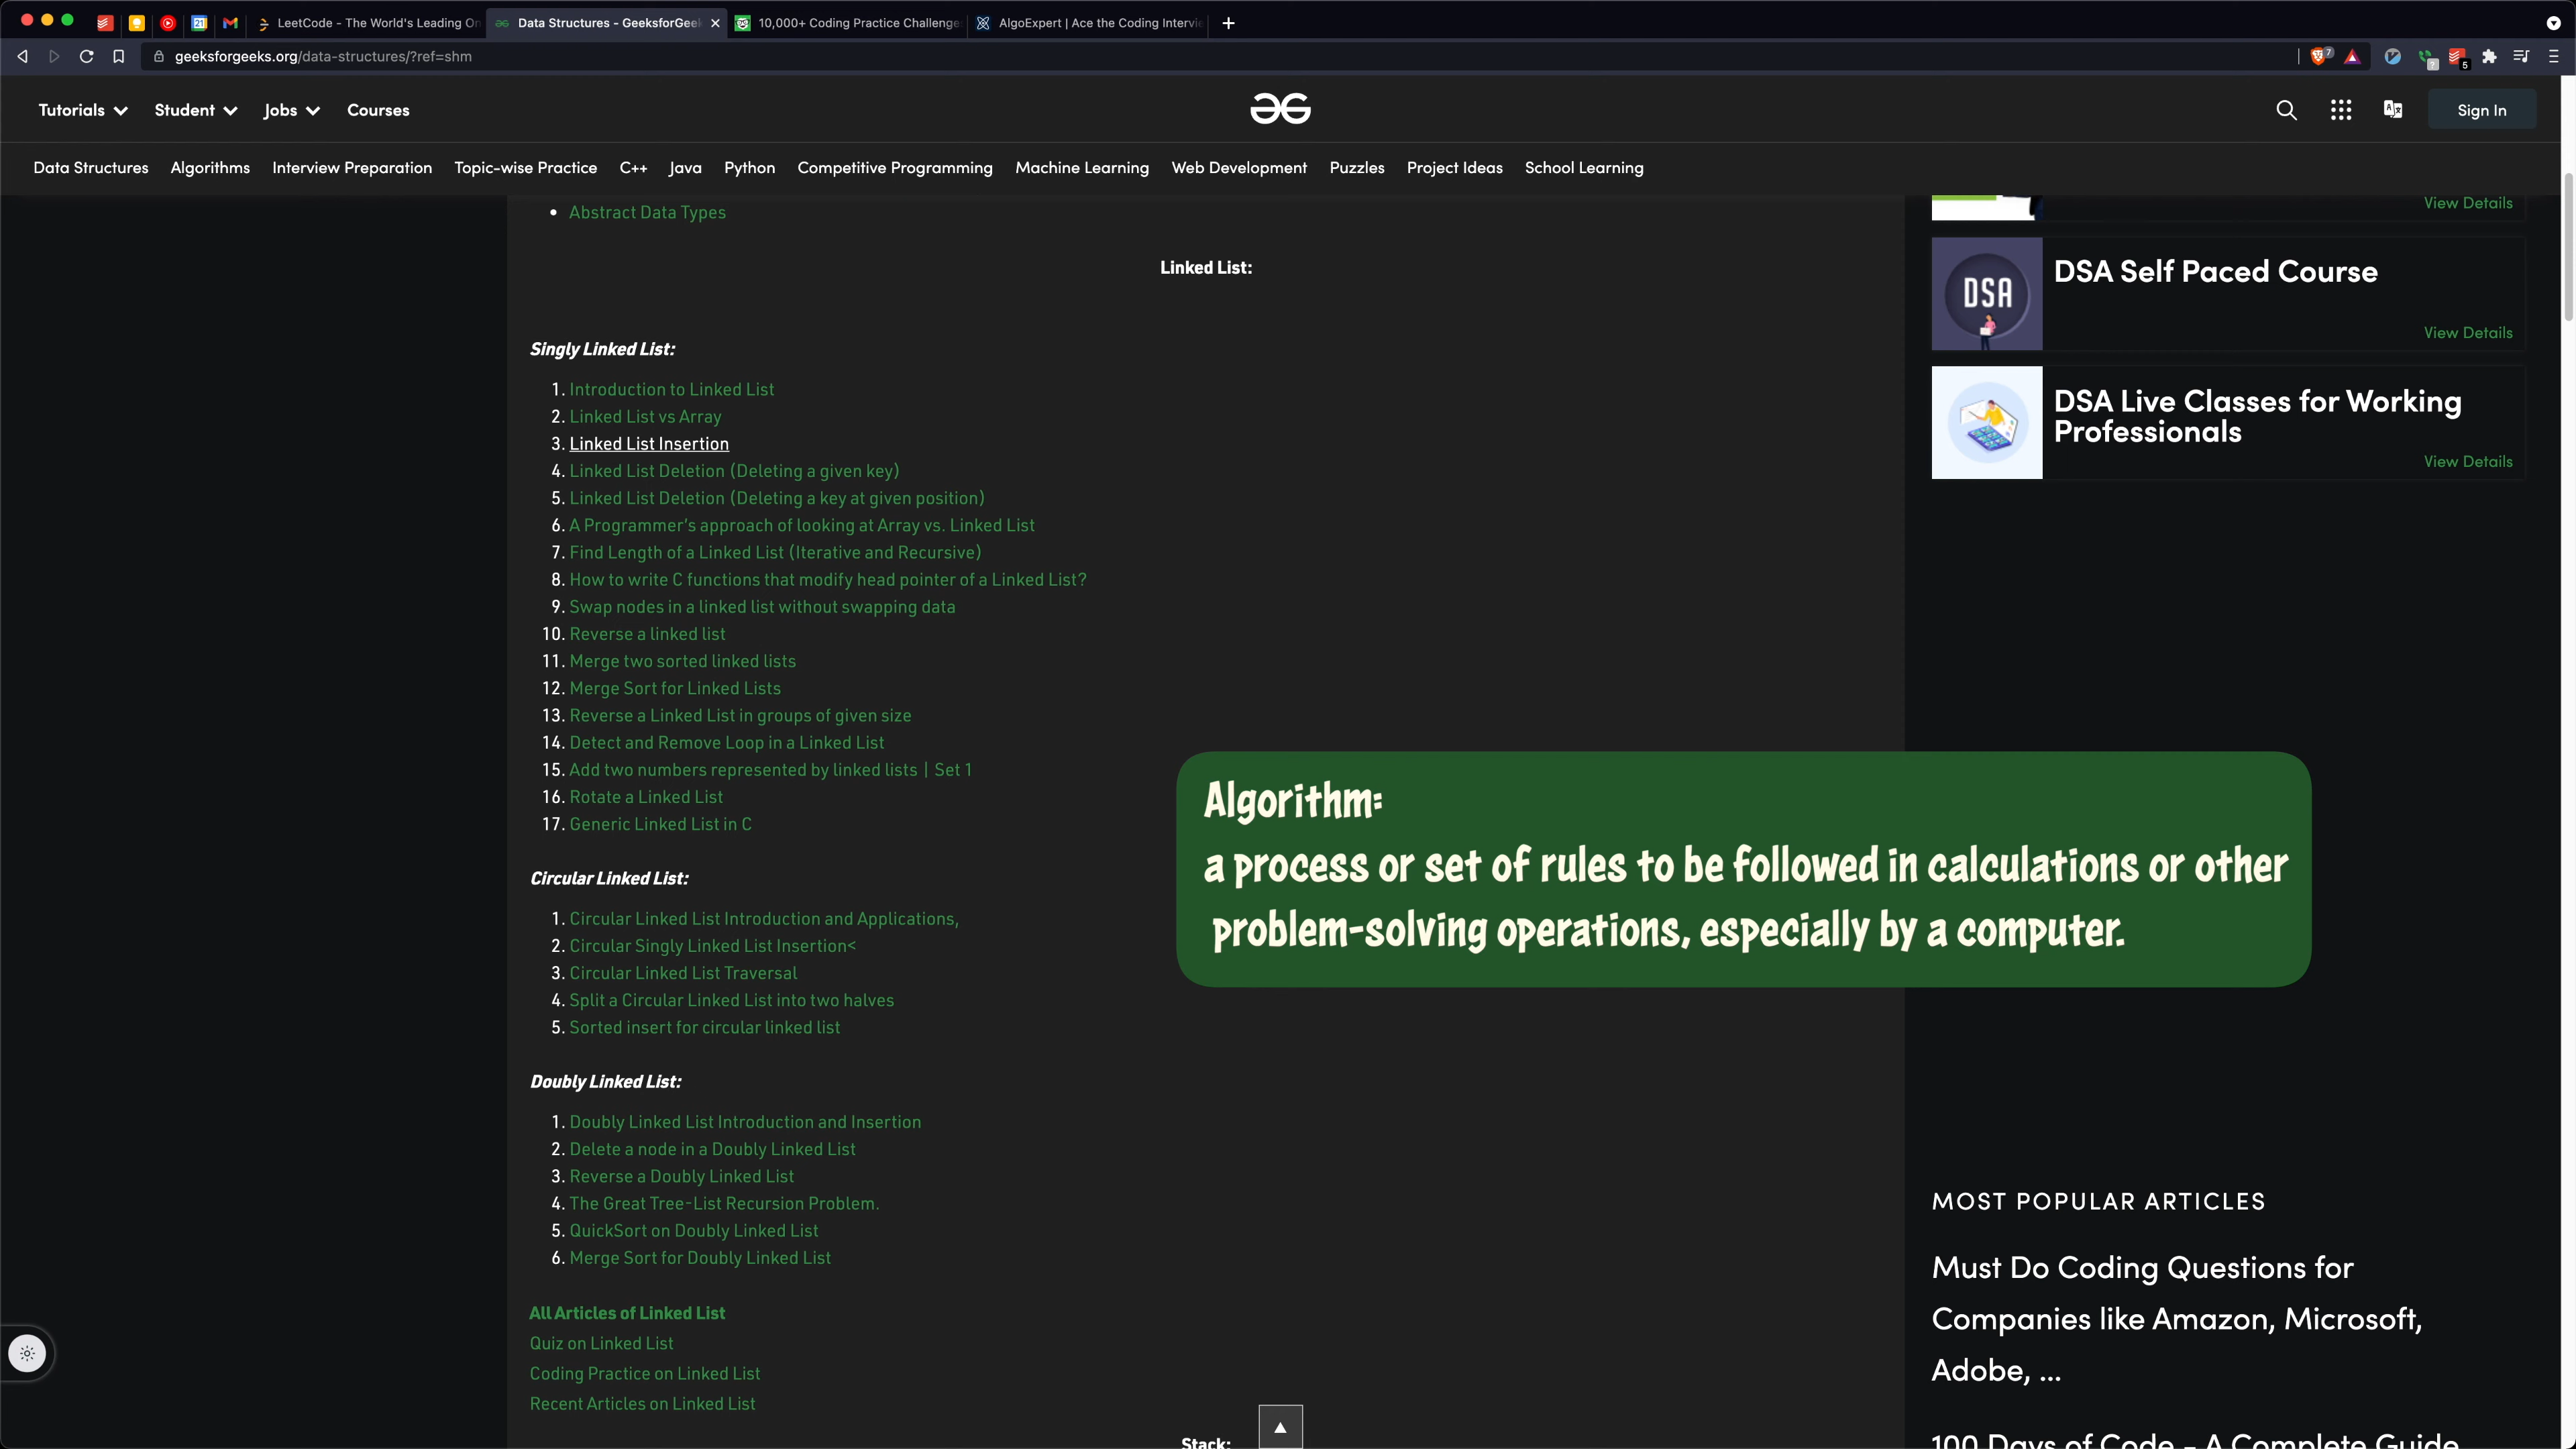 LeetCode - The World's Leading On
Data Structures - GeeksforGeek
10,000+ Coding Practice Challenge
AlgoExpert | Ace the Coding Intervie
geeksforgeeks.org/data-structures/?ref=shm
7
5
21
Tutorials
Student
Jobs
Courses
Sign In
Data Structures
Algorithms
Interview Preparation
Topic-wise Practice
C++
Java
Python
Competitive Programming
Machine Learning
Web Development
Puzzles
Project Ideas
School Learning
Abstract Data Types
Linked List:
Singly Linked List:
1. Introduction to Linked List
2. Linked List vs Array
3. Linked List Insertion
4. Linked List Deletion (Deleting a given key)
5. Linked List Deletion (Deleting a key at given position)
6. A Programmer's approach of looking at Array vs. Linked List
7. Find Length of a Linked List (Iterative and Recursive)
8. How to write C functions that modify head pointer of a Linked List?
9. Swap nodes in a linked list without swapping data
10. Reverse a linked list
11. Merge two sorted linked lists
12. Merge Sort for Linked Lists
13. Reverse a Linked List in groups of given size
14. Detect and Remove Loop in a Linked List
15. Add two numbers represented by linked lists | Set 1
16. Rotate a Linked List
17. Generic Linked List in C
Circular Linked List:
1. Circular Linked List Introduction and Applications,
2. Circular Singly Linked List Insertion<
3. Circular Linked List Traversal
4. Split a Circular Linked List into two halves
5. Sorted insert for circular linked list
Doubly Linked List:
1. Doubly Linked List Introduction and Insertion
2. Delete a node in a Doubly Linked List
3. Reverse a Doubly Linked List
4. The Great Tree-List Recursion Problem.
5. QuickSort on Doubly Linked List
6. Merge Sort for Doubly Linked List
All Articles of Linked List
Quiz on Linked List
Coding Practice on Linked List
Recent Articles on Linked List
Stack:
Algorithm:
a process or set of rules to be followed in calculations or other
problem-solving operations, especially by a computer.
View Details
DSA
DSA Self Paced Course
View Details
DSA Live Classes for Working
Professionals
View Details
MOST POPULAR ARTICLES
Must Do Coding Questions for
Companies like Amazon, Microsoft,
Adobe, ...
100 Days of Code - A Complete Guide